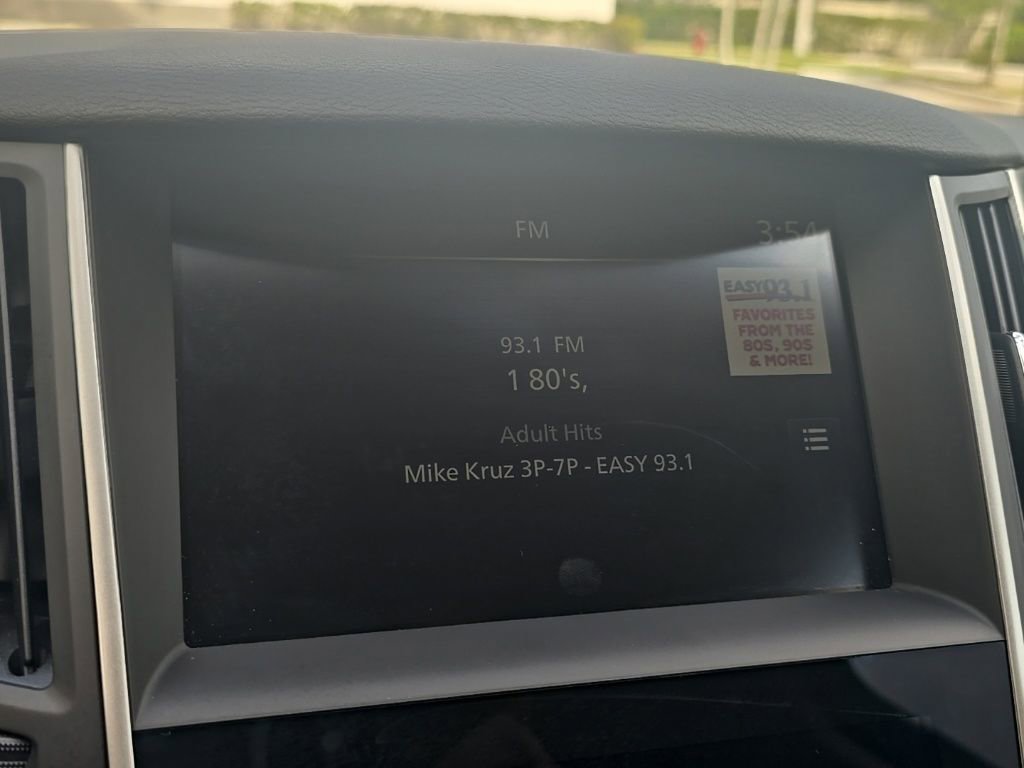 FM
3:54
EASY 93.1
FAVORITES
FROM THE
80S, 90S
& MORE!
93.1 FM
1 80's,
Adult Hits
Mike Kruz 3P-7P - EASY 93.1